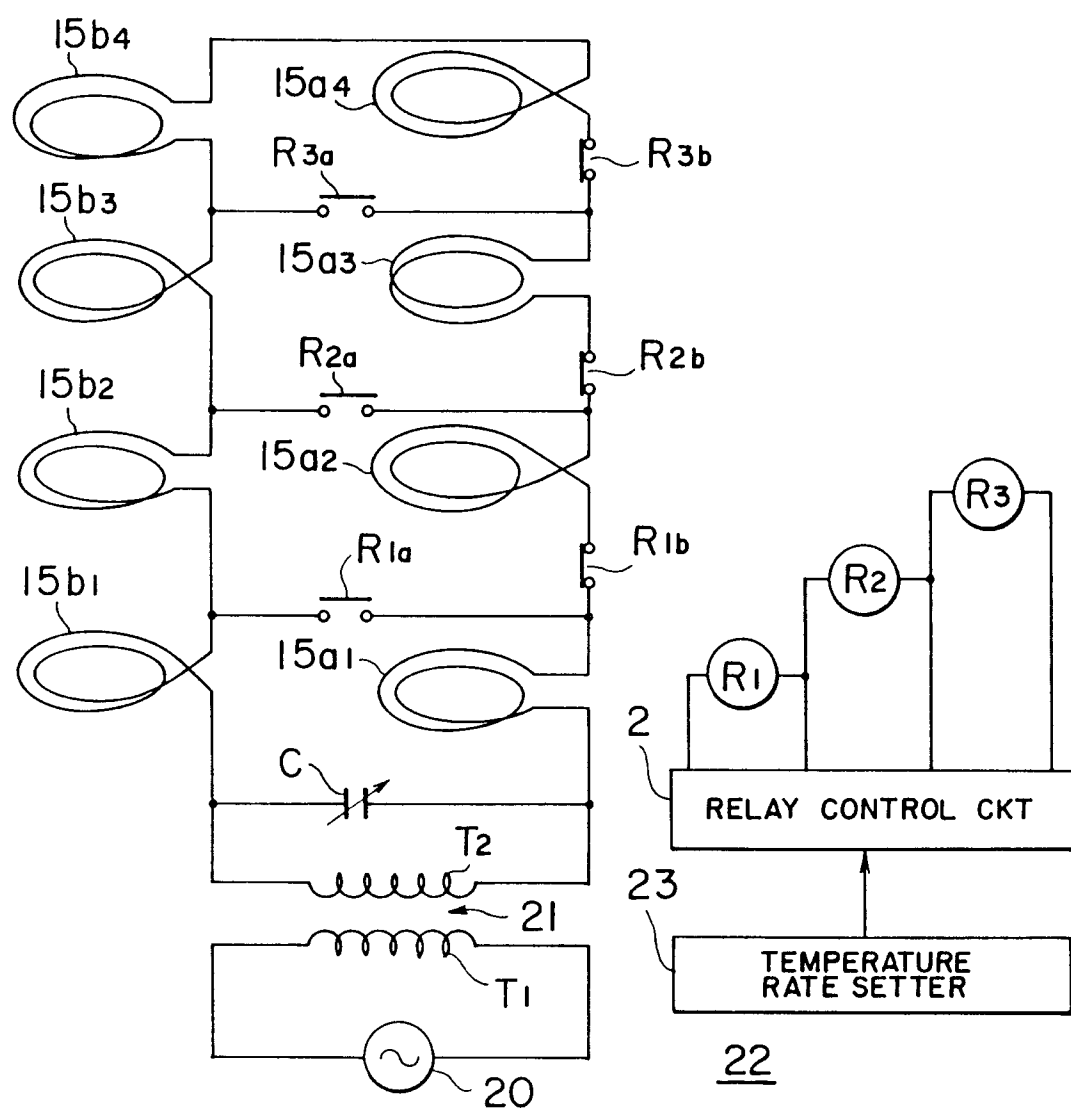 15b4
15a4
R3a
R3b
15b3
15a3
R2a
R2b
15b2
15a2
R3
R1a
R1b
R2
15b1
15a1
R1
2
C
RELAY CONTROL CKT
T2
21
23
TEMPERATURE
RATE SETTER
T1
20
22